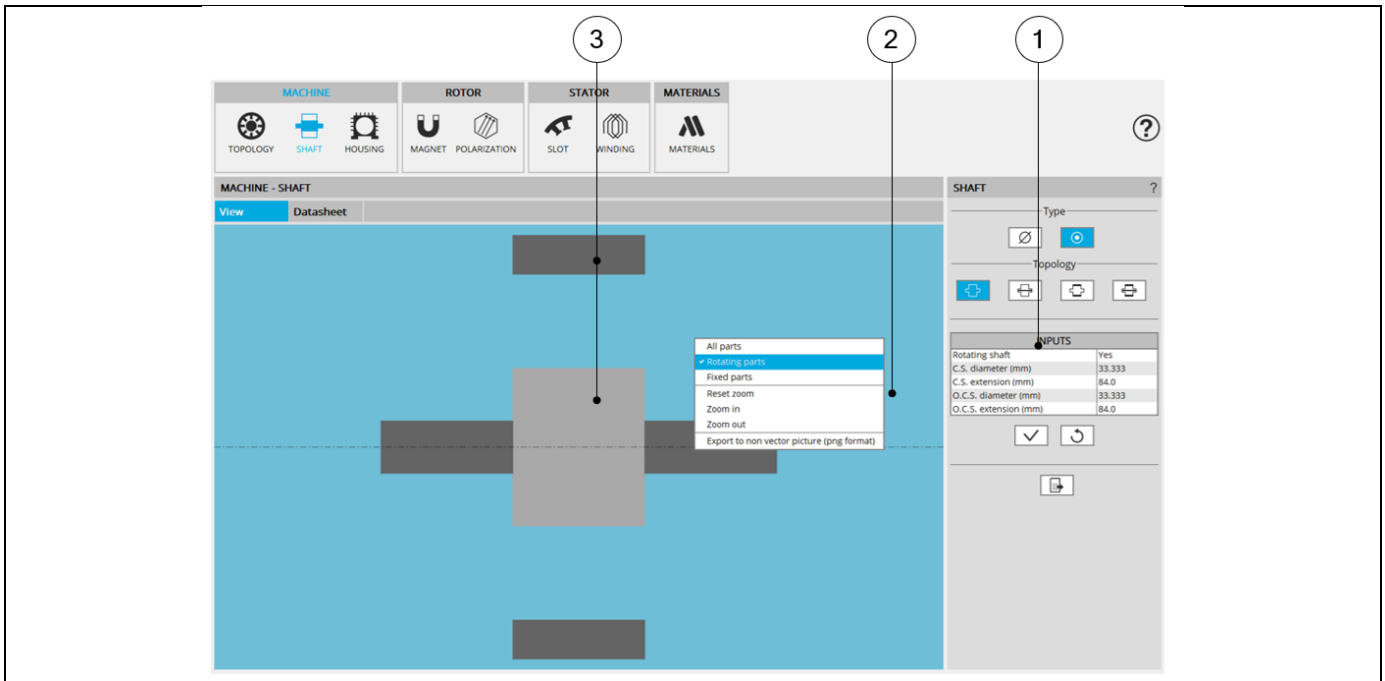 3 2 1
MACHINE ROTOR STATOR MATERIALS
TOPOLOGY SHAFT HOUSING MAGNET POLARIZATION SLOT WINDING MATERIALS
?
MACHINE - SHAFT
View Datasheet
All parts
Rotating parts
Fixed parts
Reset zoom
Zoom in
Zoom out
Export to non vector picture (png format)
SHAFT ?
Type
Topology
INPUTS
Rotating shaft Yes
C.S. diameter (mm) 33.333
C.S. extension (mm) 84.0
O.C.S. diameter (mm) 33.333
O.C.S. extension (mm) 84.0